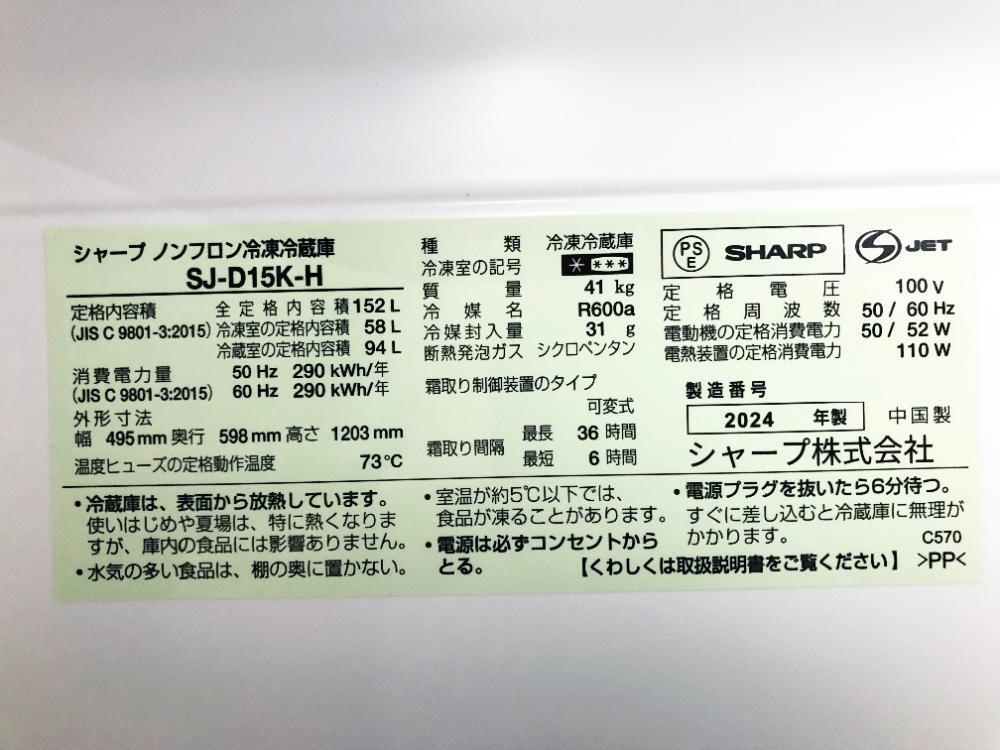 シャープ ノンフロン冷凍冷蔵庫
SJ-D15K-H
定格内容積 全定格内容積 152 L
(JIS C 9801-3:2015) 冷凍室の定格内容積 58 L
冷蔵室の定格内容積 94 L
消費電力量 50 Hz 290 kWh/年
(JIS C 9801-3:2015) 60 Hz 290 kWh/年
外形寸法
幅 495 mm 奥行 598 mm 高さ 1203 mm
温度ヒューズの定格動作温度 73℃
種類 冷凍冷蔵庫
冷凍室の記号 * ***
質量 41 kg
冷媒名 R600a
冷媒封入量 31 g
断熱発泡ガス シクロペンタン
霜取り制御装置のタイプ
可変式
霜取り間隔 最長 36 時間
最短 6 時間
PSE SHARP S JET
定格電圧 100 V
定格周波数 50 / 60 Hz
電動機の定格消費電力 50 / 52 W
電熱装置の定格消費電力 110 W
製造番号
2024 年製 中国製
シャープ株式会社
・冷蔵庫は、表面から放熱しています。
使いはじめや夏場は、特に熱くなりま
すが、庫内の食品には影響ありません。
・水気の多い食品は、棚の奥に置かない。
・室温が約5℃以下では、
食品が凍ることがあります。
・電源は必ずコンセントから
とる。
・電源プラグを抜いたら6分待つ。
すぐに差し込むと冷蔵庫に無理が
かかります。 C570
【くわしくは取扱説明書をご覧ください】 >PP<